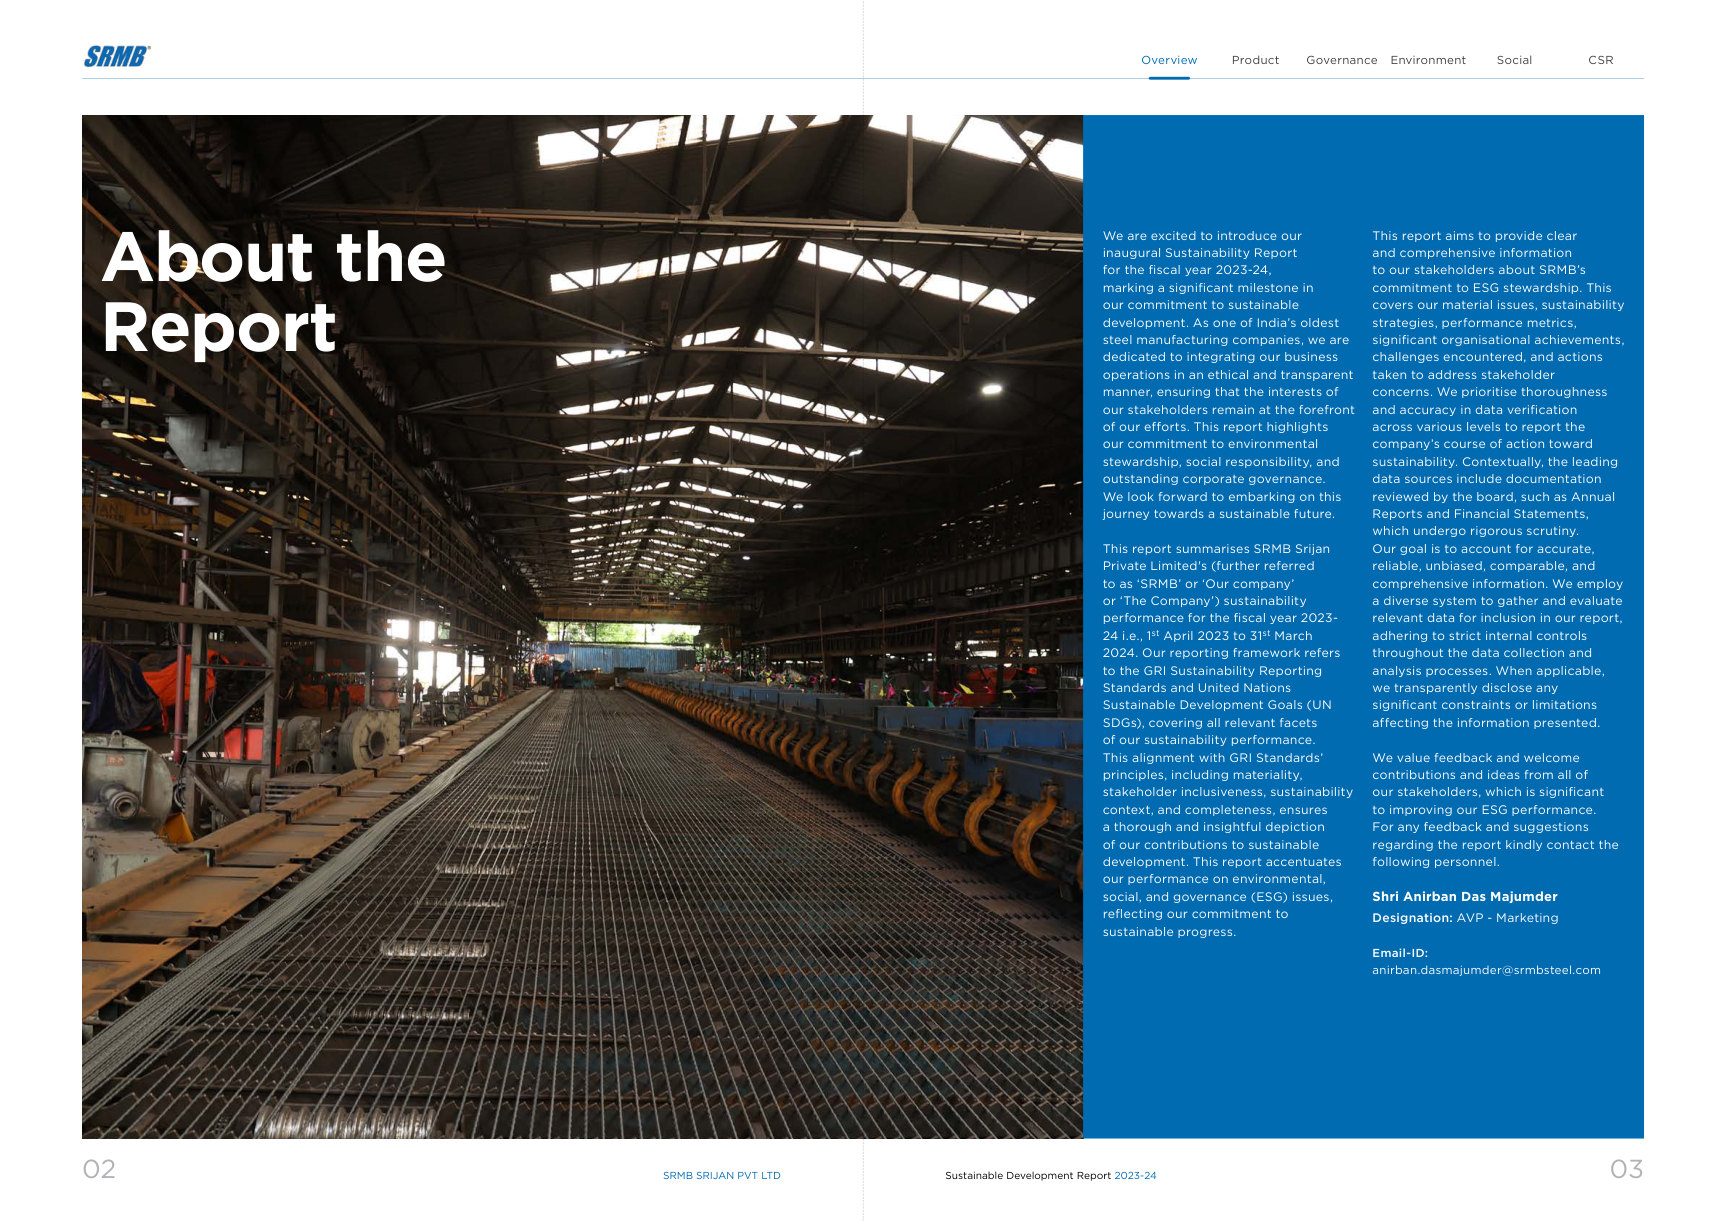 SRMB
Overview Product Governance Environment Social CSR
About the
Report
We are excited to introduce our
inaugural Sustainability Report
for the fiscal year 2023-24,
marking a significant milestone in
our commitment to sustainable
development. As one of India's oldest
steel manufacturing companies, we are
dedicated to integrating our business
operations in an ethical and transparent
manner, ensuring that the interests of
our stakeholders remain at the forefront
of our efforts. This report highlights
our commitment to environmental
stewardship, social responsibility, and
outstanding corporate governance.
We look forward to embarking on this
journey towards a sustainable future.
This report summarises SRMB Srijan
Private Limited's (further referred
to as ‘SRMB’ or ‘Our company’
or ‘The Company’) sustainability
performance for the fiscal year 2023-
24 i.e., 1st April 2023 to 31st March
2024. Our reporting framework refers
to the GRI Sustainability Reporting
Standards and United Nations
Sustainable Development Goals (UN
SDGs), covering all relevant facets
of our sustainability performance.
This alignment with GRI Standards’
principles, including materiality,
stakeholder inclusiveness, sustainability
context, and completeness, ensures
a thorough and insightful depiction
of our contributions to sustainable
development. This report accentuates
our performance on environmental,
social, and governance (ESG) issues,
reflecting our commitment to
sustainable progress.
This report aims to provide clear
and comprehensive information
to our stakeholders about SRMB's
commitment to ESG stewardship. This
covers our material issues, sustainability
strategies, performance metrics,
significant organisational achievements,
challenges encountered, and actions
taken to address stakeholder
concerns. We prioritise thoroughness
and accuracy in data verification
across various levels to report the
company's course of action toward
sustainability. Contextually, the leading
data sources include documentation
reviewed by the board, such as Annual
Reports and Financial Statements,
which undergo rigorous scrutiny.
Our goal is to account for accurate,
reliable, unbiased, comparable, and
comprehensive information. We employ
a diverse system to gather and evaluate
relevant data for inclusion in our report,
adhering to strict internal controls
throughout the data collection and
analysis processes. When applicable,
we transparently disclose any
significant constraints or limitations
affecting the information presented.
We value feedback and welcome
contributions and ideas from all of
our stakeholders, which is significant
to improving our ESG performance.
For any feedback and suggestions
regarding the report kindly contact the
following personnel.
Shri Anirban Das Majumder
Designation: AVP - Marketing
Email-ID:
anirban.dasmajumder@srmbsteel.com
02
SRMB SRIJAN PVT LTD
Sustainable Development Report 2023-24
03